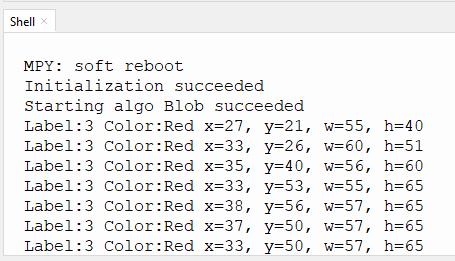 Shell ×
MPY: soft reboot
Initialization succeeded
Starting algo Blob succeeded
Label:3 Color:Red x=27, y=21, w=55, h=40
Label:3 Color:Red x=33, y=26, w=60, h=51
Label:3 Color:Red x=35, y=40, w=56, h=60
Label:3 Color:Red x=33, y=53, w=55, h=65
Label:3 Color:Red x=38, y=56, w=57, h=65
Label:3 Color:Red x=37, y=50, w=57, h=65
Label:3 Color:Red x=33, y=50, w=57, h=65